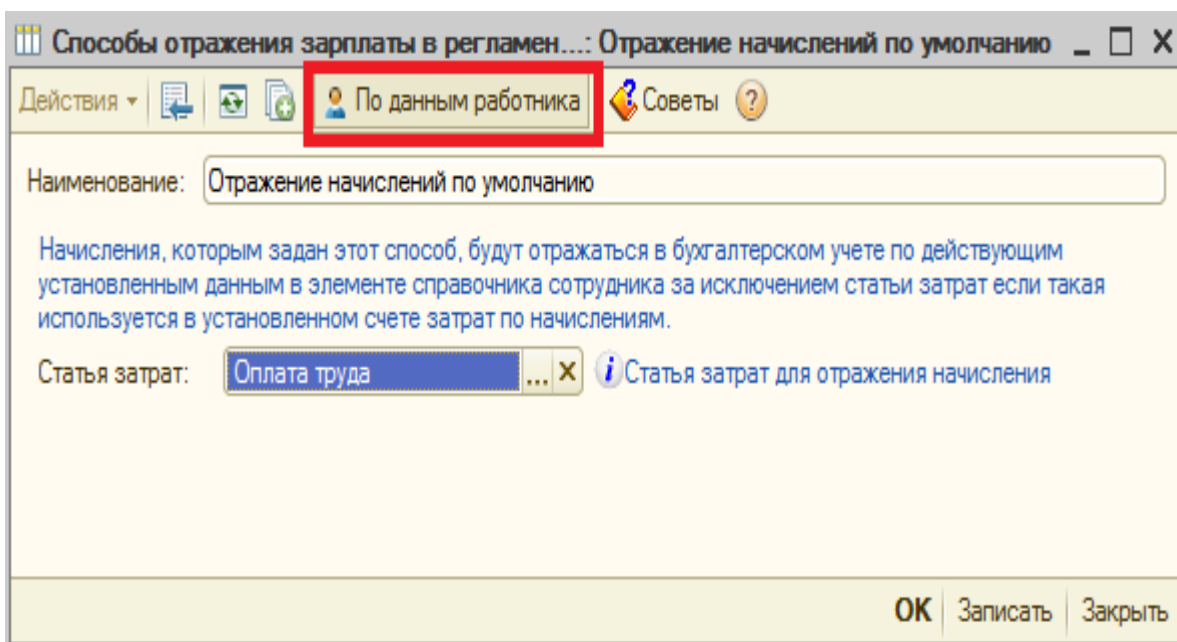 Способы отражения зарплаты в регламен...: Отражение начислений по умолчанию
Действия По данным работника Советы ?
Наименование: Отражение начислений по умолчанию
Начисления, которым задан этот способ, будут отражаться в бухгалтерском учете по действующим
установленным данным в элементе справочника сотрудника за исключением статьи затрат если такая
используется в установленном счете затрат по начислениям.
Статья затрат: Оплата труда ... x i Статья затрат для отражения начисления
OK Записать Закрыть